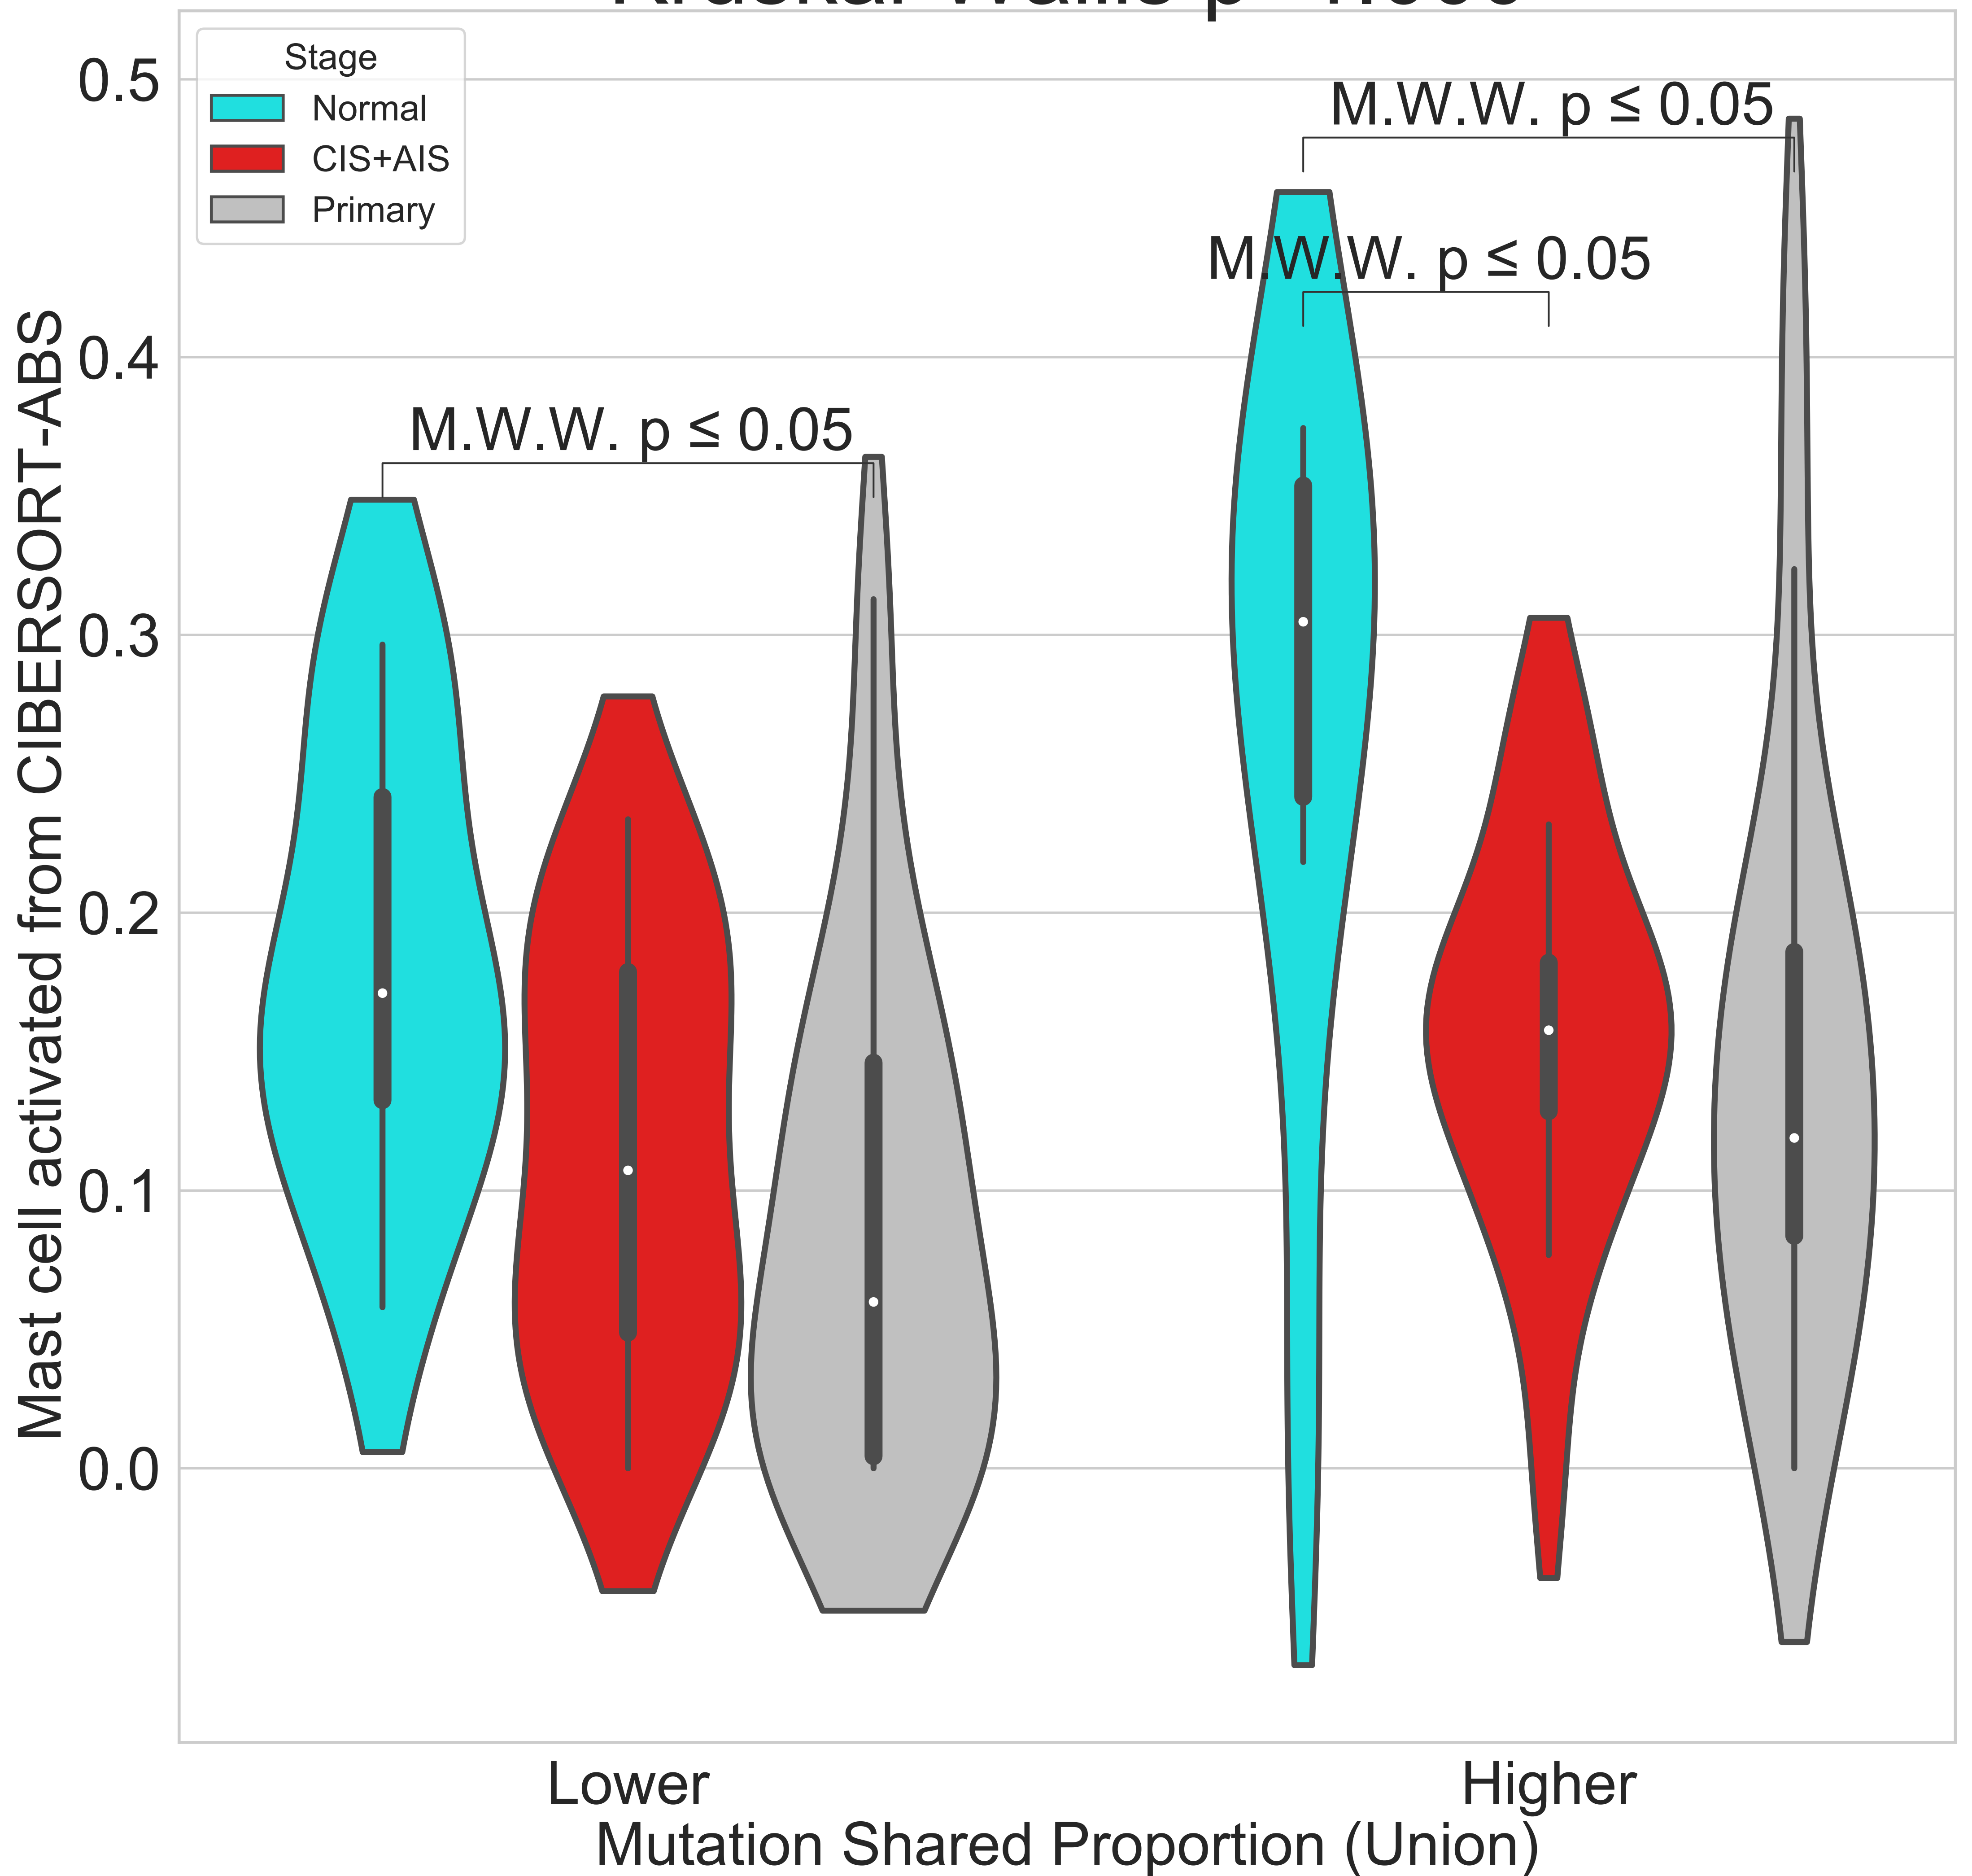 Stage
Normal
CIS+AIS
Primary
0.5
0.4
0.3
0.2
0.1
0.0
Mast cell activated from CIBERSORT-ABS
M.W.W. p ≤ 0.05
M.W.W. p ≤ 0.05
M.W.W. p ≤ 0.05
Lower
Higher
Mutation Shared Proportion (Union)